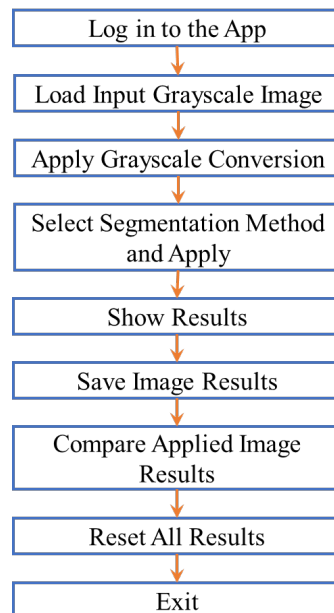 Log in to the App
Load Input Grayscale Image
Apply Grayscale Conversion
Select Segmentation Method
and Apply
Show Results
Save Image Results
Compare Applied Image
Results
Reset All Results
Exit